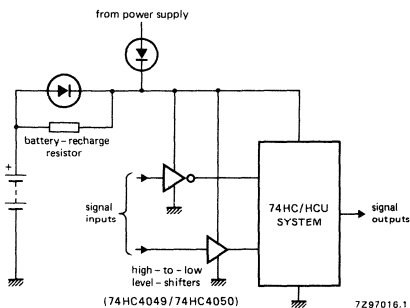 from power supply
battery-recharge
resistor
+
signal
inputs
high-to-low
level-shifters
(74HC4049/74HC4050)
74HC/HCU
SYSTEM
signal
outputs
7Z97016.1